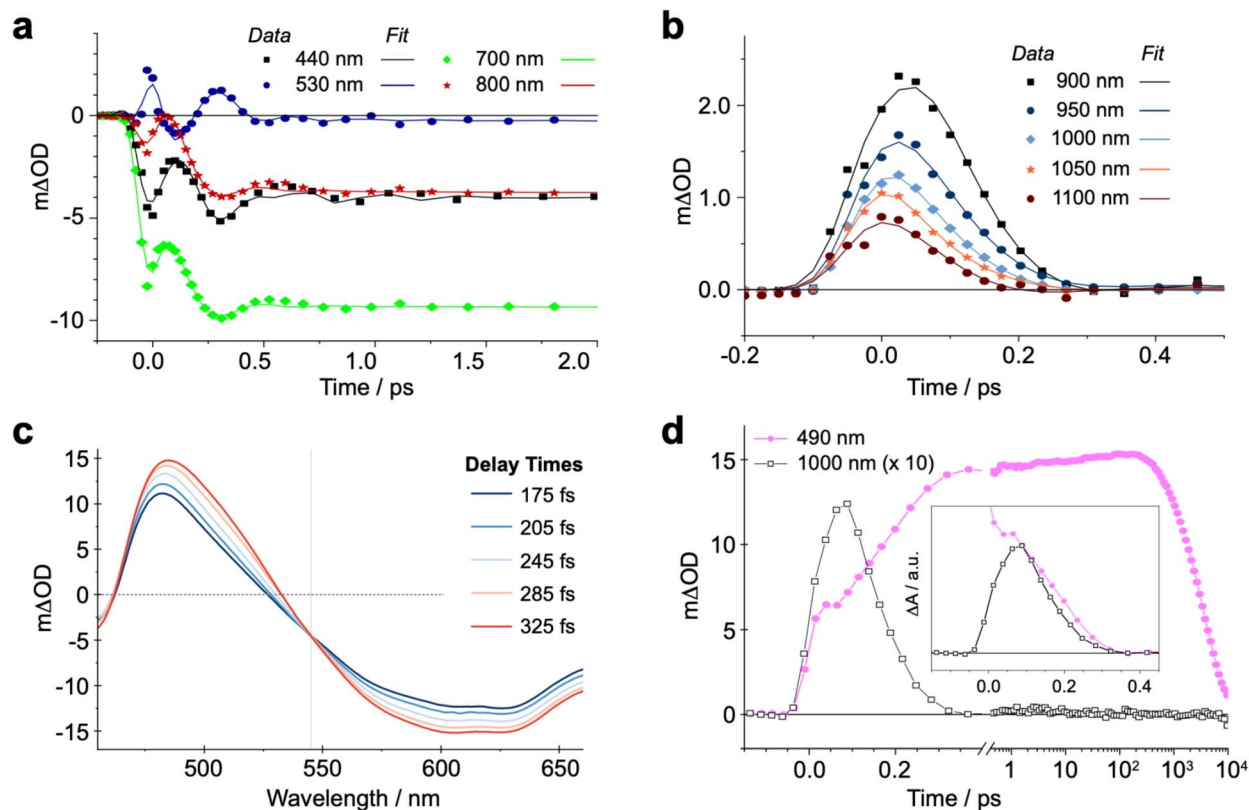 a
Data Fit
440 nm 700 nm
530 nm 800 nm
0
-5
-10
mΔOD
0.0 0.5 1.0 1.5 2.0
Time / ps
b
Data Fit
900 nm
950 nm
1000 nm
1050 nm
1100 nm
2.0
1.0
0.0
mΔOD
-0.2 0.0 0.2 0.4
Time / ps
c
Delay Times
175 fs
205 fs
245 fs
285 fs
325 fs
15
10
5
0
-5
-10
-15
mΔOD
500 550 600 650
Wavelength / nm
d
490 nm
1000 nm (x 10)
15
10
5
0
mΔOD
ΔA / a.u.
0.0 0.2 0.4
0.0 0.2 1 10 10² 10³ 10⁴
Time / ps